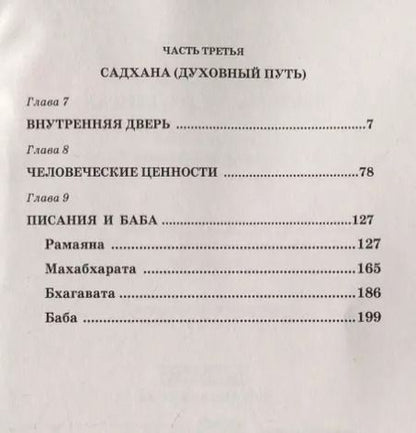 ЧАСТЬ ТРЕТЬЯ
САДХАНА (ДУХОВНЫЙ ПУТЬ)
Глава 7
ВНУТРЕННЯЯ ДВЕРЬ ........................................ 7
Глава 8
ЧЕЛОВЕЧЕСКИЕ ЦЕННОСТИ ............................ 78
Глава 9
ПИСАНИЯ И БАБА ........................................ 127
Рамаяна ........................................ 127
Махабхарата ........................................ 165
Бхагавата ........................................ 186
Баба ........................................ 199